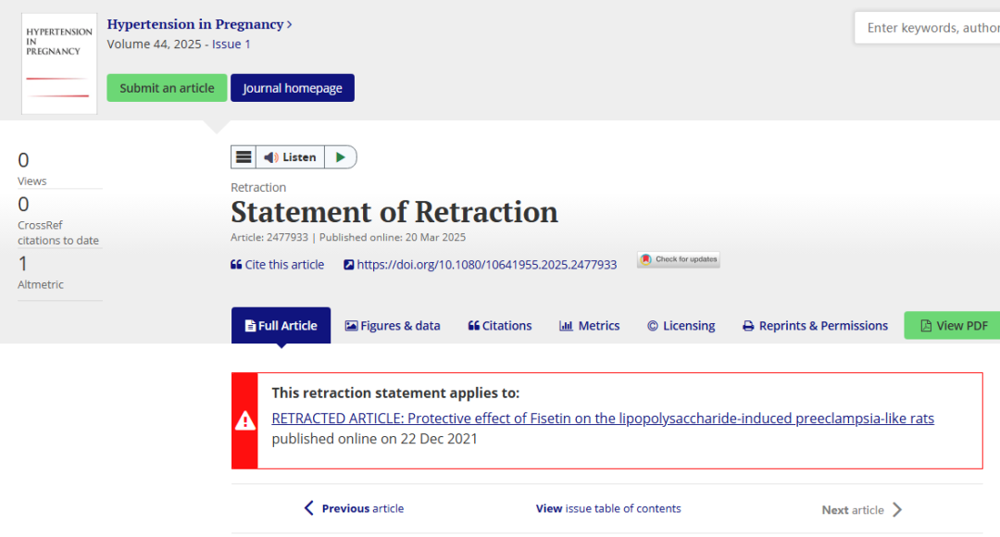 HYPERTENSION
IN
PREGNANCY
Hypertension in Pregnancy ›
Volume 44, 2025 - Issue 1
Enter keywords, author
Submit an article
Journal homepage
0
Views
0
CrossRef
citations to date
1
Altmetric
Listen
Retraction
Statement of Retraction
Article: 2477933 | Published online: 20 Mar 2025
Cite this article
https://doi.org/10.1080/10641955.2025.2477933
Check for updates
Full Article
Figures & data
Citations
Metrics
© Licensing
Reprints & Permissions
View PDF
This retraction statement applies to:
RETRACTED ARTICLE: Protective effect of Fisetin on the lipopolysaccharide-induced preeclampsia-like rats
published online on 22 Dec 2021
Previous article
View issue table of contents
Next article